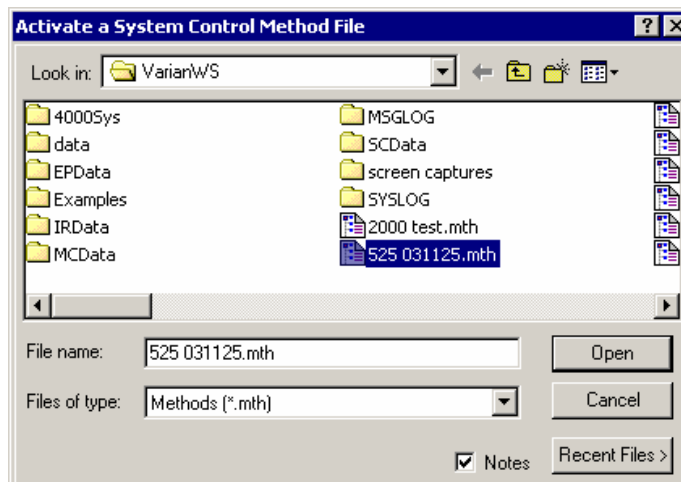 Activate a System Control Method File
Look in: VarianWS
4000Sys
data
EPData
Examples
IRData
MCData
MSGLOG
SCData
screen captures
SYSLOG
2000 test.mth
525 031125.mth
File name: 525 031125.mth Open
Files of type: Methods (*.mth) Cancel
Notes Recent Files >